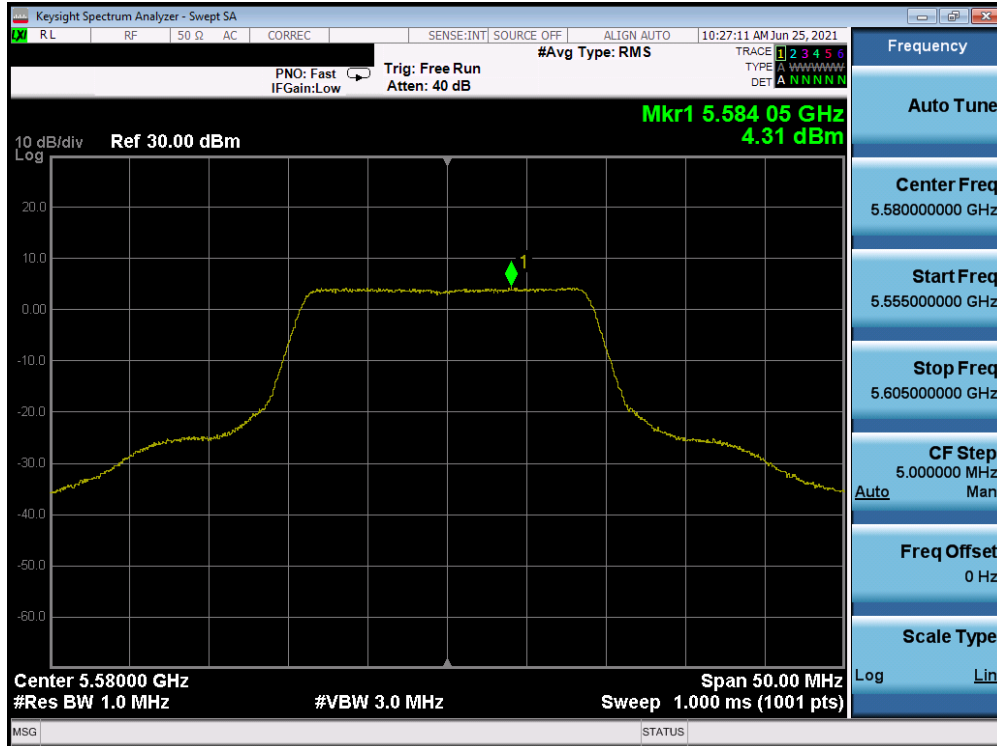 Keysight Spectrum Analyzer - Swept SA
LXI RL RF 50 Ω AC CORREC SENSE:INT SOURCE OFF ALIGN AUTO 10:27:11 AM Jun 25, 2021
#Avg Type: RMS
TRACE 1 2 3 4 5 6
TYPE A WWWWW
DET A N N N N N
PNO: Fast
IFGain:Low
Trig: Free Run
Atten: 40 dB
Mkr1 5.584 05 GHz
4.31 dBm
10 dB/div
Log
Ref 30.00 dBm
20.0
10.0
0.00
-10.0
-20.0
-30.0
-40.0
-50.0
-60.0
1
Center 5.58000 GHz
Span 50.00 MHz
#Res BW 1.0 MHz
#VBW 3.0 MHz
Sweep 1.000 ms (1001 pts)
MSG
STATUS
Frequency
Auto Tune
Center Freq
5.580000000 GHz
Start Freq
5.555000000 GHz
Stop Freq
5.605000000 GHz
CF Step
5.000000 MHz
Auto Man
Freq Offset
0 Hz
Scale Type
Log Lin